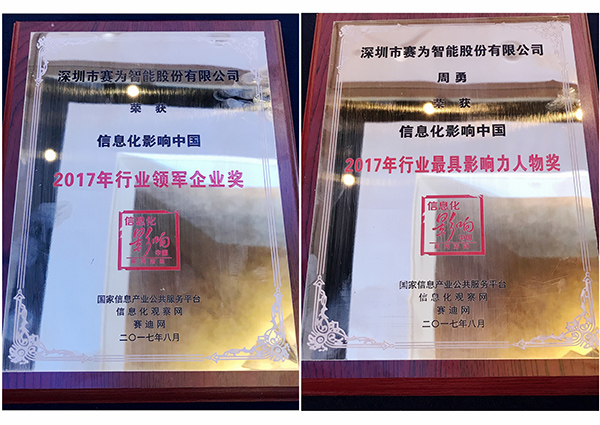 深圳市赛为智能股份有限公司
荣获
信息化影响中国
2017年行业领军企业奖
信息化
影响
国家信息产业公共服务平台
信息化观察网
赛迪网
二〇一七年八月
深圳市赛为智能股份有限公司
周勇
荣获
信息化影响中国
2017年行业最具影响力人物奖
信息化
影响
国家信息产业公共服务平台
信息化观察网
赛迪网
二〇一七年八月